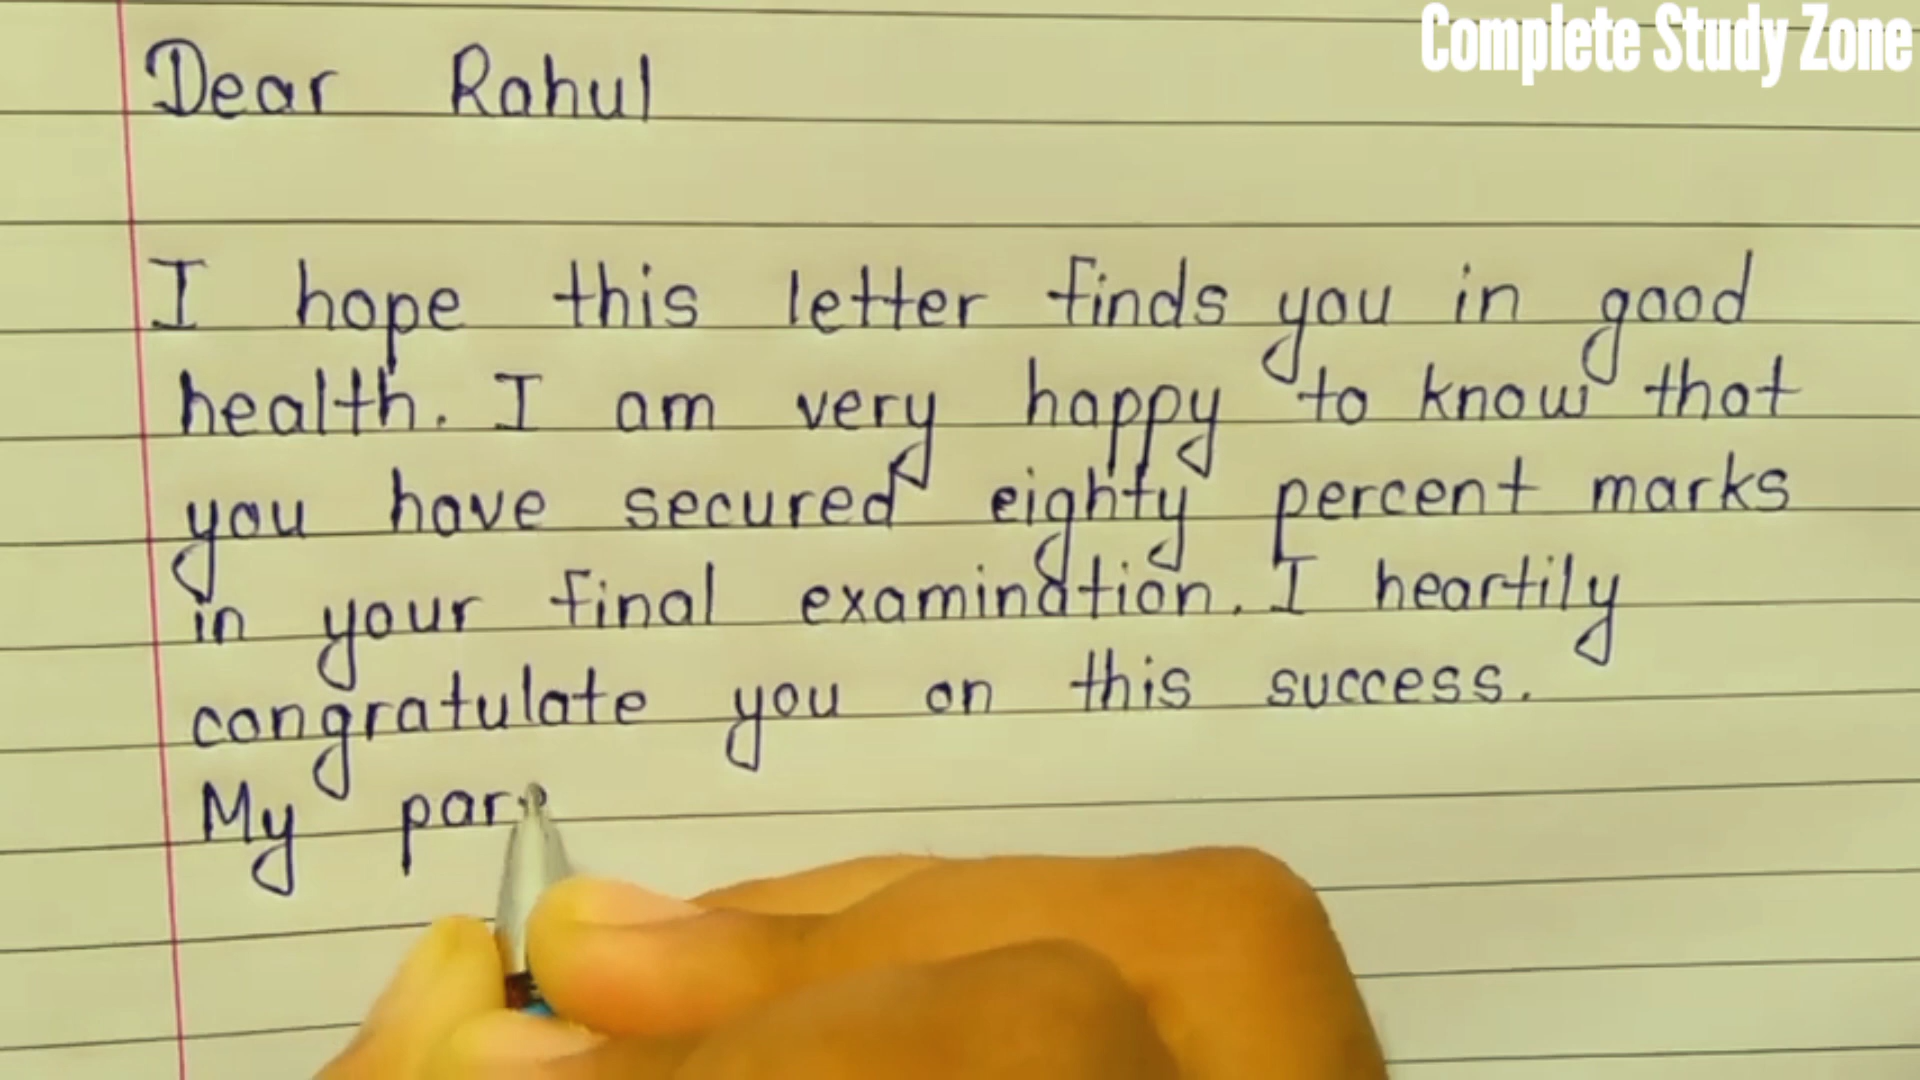 Complete Study Zone
Dear Rahul
I hope this letter finds you in good
health. I am very happy to know that
you have secured eighty percent marks
in your final examination. I heartily
congratulate you on this success.
My par